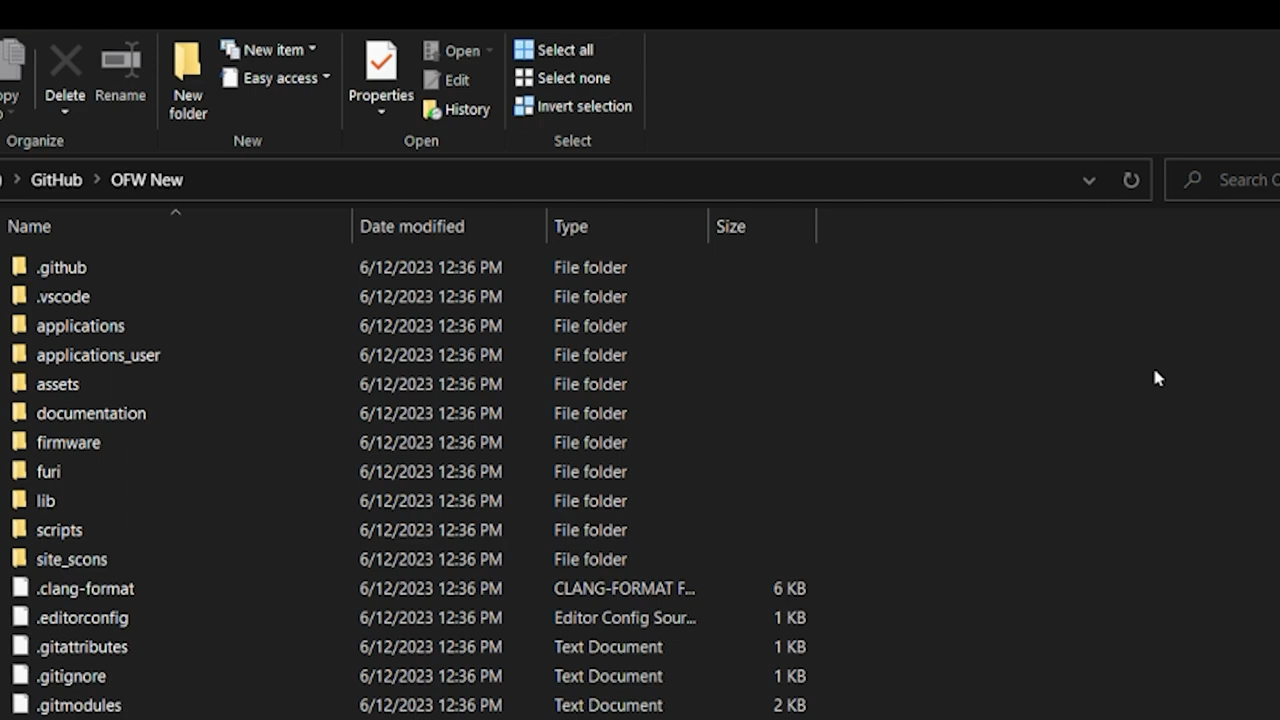 New item
Open
Select all
Easy access
Edit
Select none
Delete
Rename
New folder
Properties
History
Invert selection
Organize
New
Open
Select
GitHub
OFW New
Search
Name
Date modified
Type
Size
.github 6/12/2023 12:36 PM File folder
.vscode 6/12/2023 12:36 PM File folder
applications 6/12/2023 12:36 PM File folder
applications_user 6/12/2023 12:36 PM File folder
assets 6/12/2023 12:36 PM File folder
documentation 6/12/2023 12:36 PM File folder
firmware 6/12/2023 12:36 PM File folder
furi 6/12/2023 12:36 PM File folder
lib 6/12/2023 12:36 PM File folder
scripts 6/12/2023 12:36 PM File folder
site_scons 6/12/2023 12:36 PM File folder
.clang-format 6/12/2023 12:36 PM CLANG-FORMAT F... 6 KB
.editorconfig 6/12/2023 12:36 PM Editor Config Sour... 1 KB
.gitattributes 6/12/2023 12:36 PM Text Document 1 KB
.gitignore 6/12/2023 12:36 PM Text Document 1 KB
.gitmodules 6/12/2023 12:36 PM Text Document 2 KB